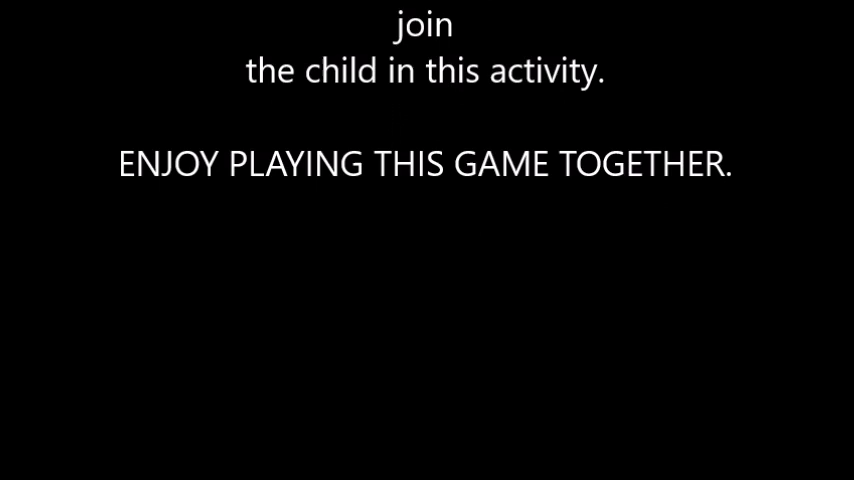 join
the child in this activity.
ENJOY PLAYING THIS GAME TOGETHER.